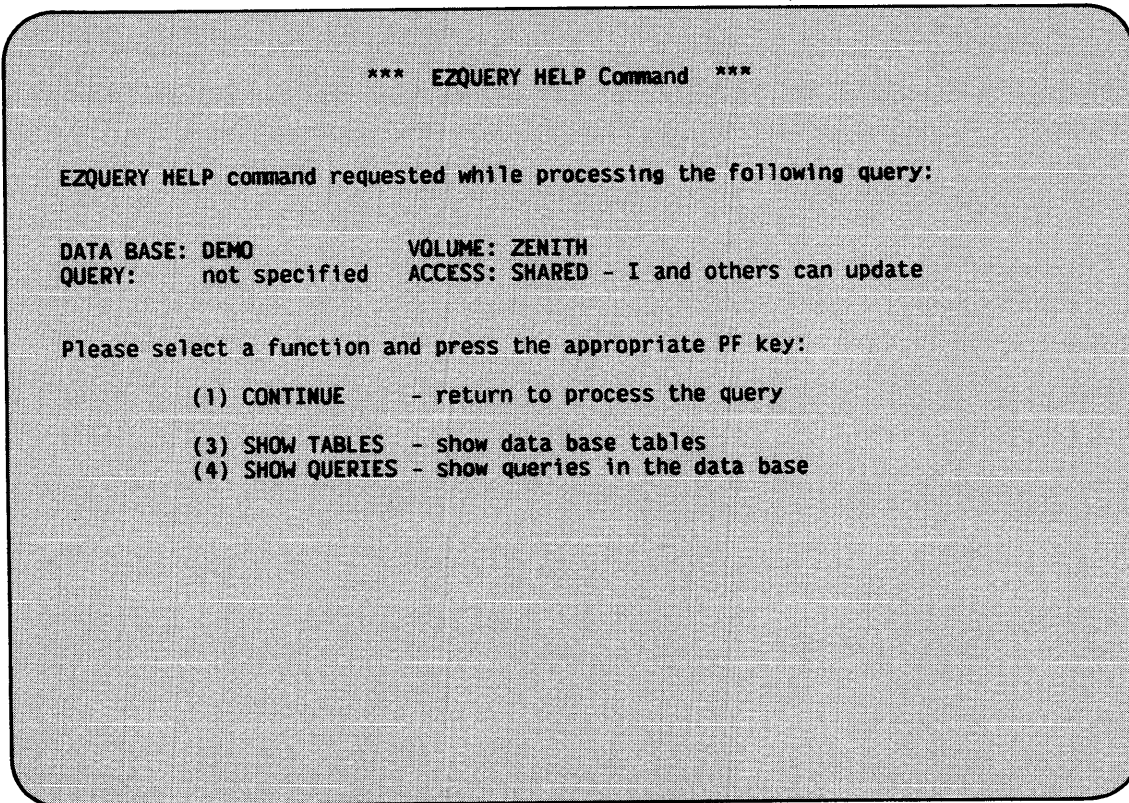 *** EZQUERY HELP Command ***
EZQUERY HELP command requested while processing the following query:
DATA BASE: DEMO VOLUME: ZENITH
QUERY: not specified ACCESS: SHARED - I and others can update
Please select a function and press the appropriate PF key:
(1) CONTINUE - return to process the query
(3) SHOW TABLES - show data base tables
(4) SHOW QUERIES - show queries in the data base